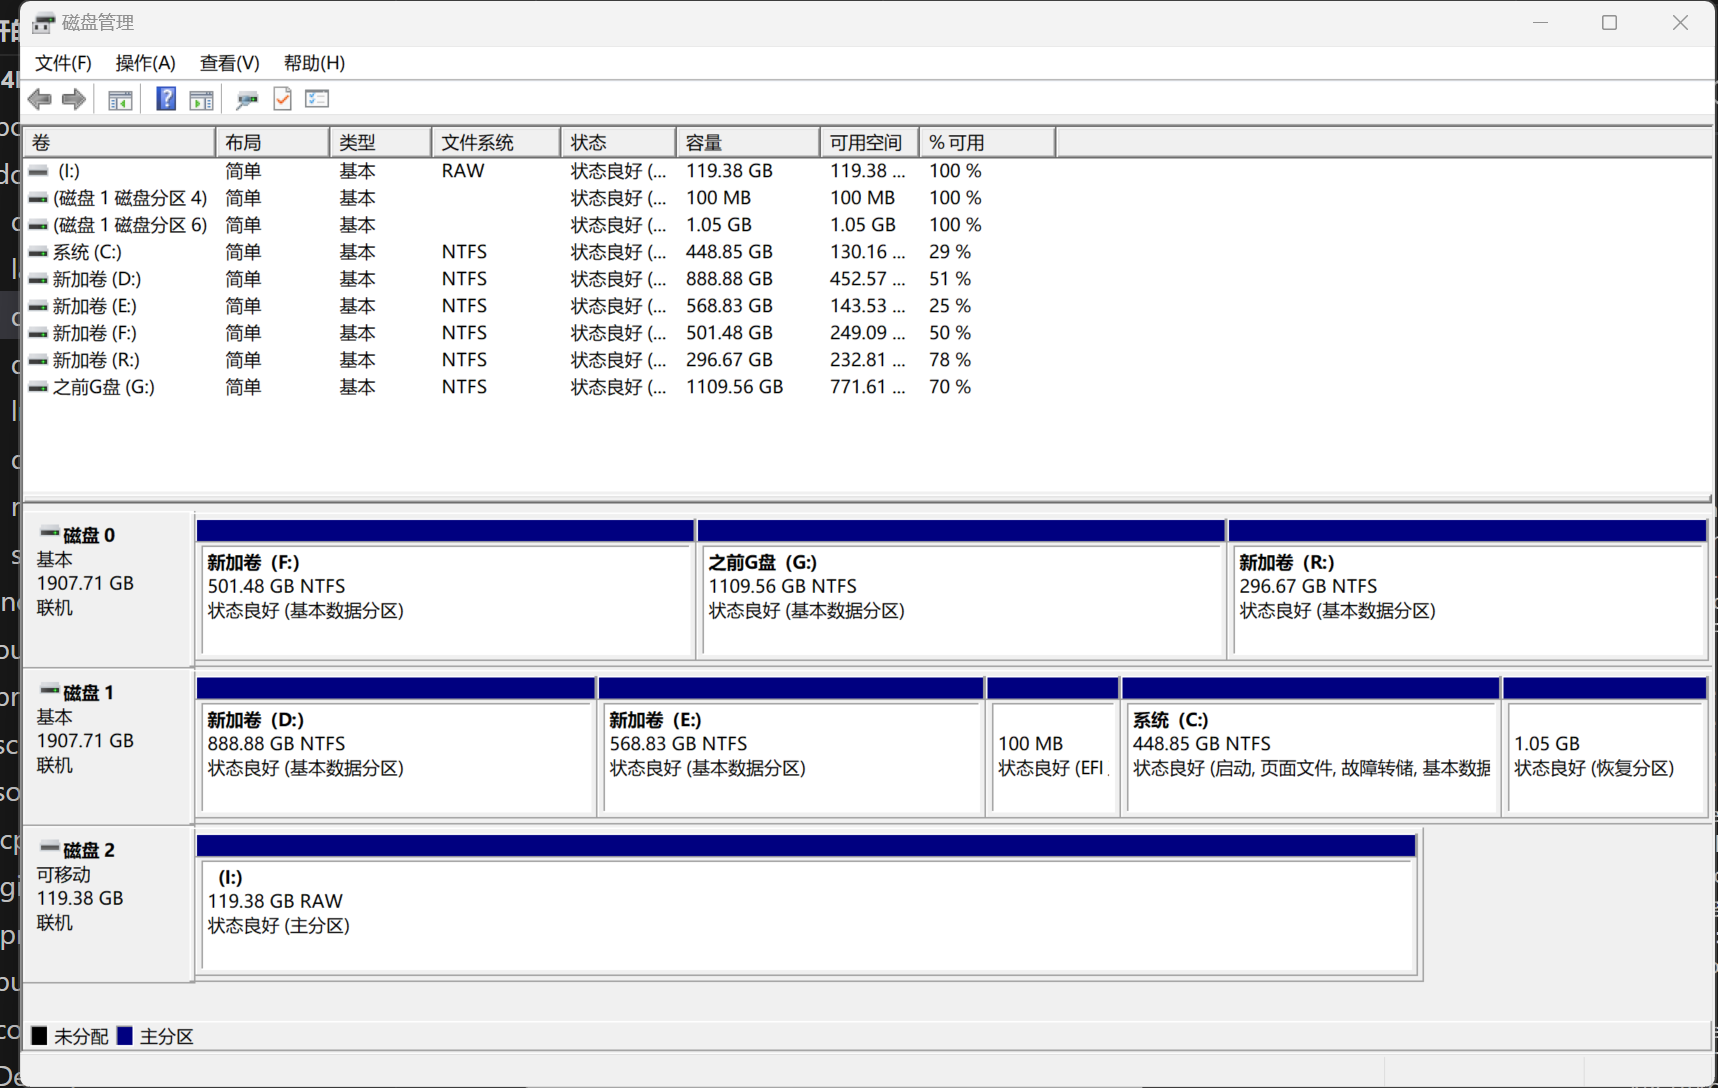 磁盘管理
文件(F) 操作(A) 查看(V) 帮助(H)
卷 布局 类型 文件系统 状态 容量 可用空间 % 可用
(I:) 简单 基本 RAW 状态良好 (... 119.38 GB 119.38 ... 100 %
(磁盘 1 磁盘分区 4) 简单 基本 状态良好 (... 100 MB 100 MB 100 %
(磁盘 1 磁盘分区 6) 简单 基本 状态良好 (... 1.05 GB 1.05 GB 100 %
系统 (C:) 简单 基本 NTFS 状态良好 (... 448.85 GB 130.16 ... 29 %
新加卷 (D:) 简单 基本 NTFS 状态良好 (... 888.88 GB 452.57 ... 51 %
新加卷 (E:) 简单 基本 NTFS 状态良好 (... 568.83 GB 143.53 ... 25 %
新加卷 (F:) 简单 基本 NTFS 状态良好 (... 501.48 GB 249.09 ... 50 %
新加卷 (R:) 简单 基本 NTFS 状态良好 (... 296.67 GB 232.81 ... 78 %
之前G盘 (G:) 简单 基本 NTFS 状态良好 (... 1109.56 GB 771.61 ... 70 %
磁盘 0
基本
1907.71 GB
联机
新加卷 (F:)
501.48 GB NTFS
状态良好 (基本数据分区)
之前G盘 (G:)
1109.56 GB NTFS
状态良好 (基本数据分区)
新加卷 (R:)
296.67 GB NTFS
状态良好 (基本数据分区)
磁盘 1
基本
1907.71 GB
联机
新加卷 (D:)
888.88 GB NTFS
状态良好 (基本数据分区)
新加卷 (E:)
568.83 GB NTFS
状态良好 (基本数据分区)
100 MB
状态良好 (EFI
系统 (C:)
448.85 GB NTFS
状态良好 (启动, 页面文件, 故障转储, 基本数据
1.05 GB
状态良好 (恢复分区)
磁盘 2
可移动
119.38 GB
联机
(I:)
119.38 GB RAW
状态良好 (主分区)
未分配 主分区